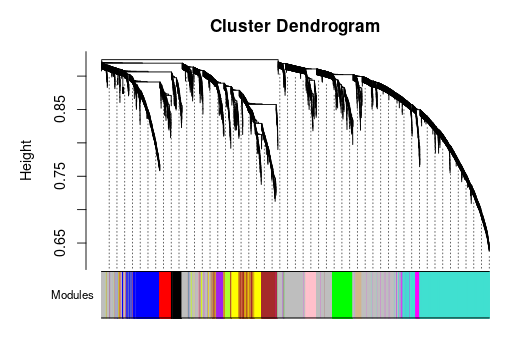 Cluster Dendrogram
Height
0.85
0.75
0.65
Modules